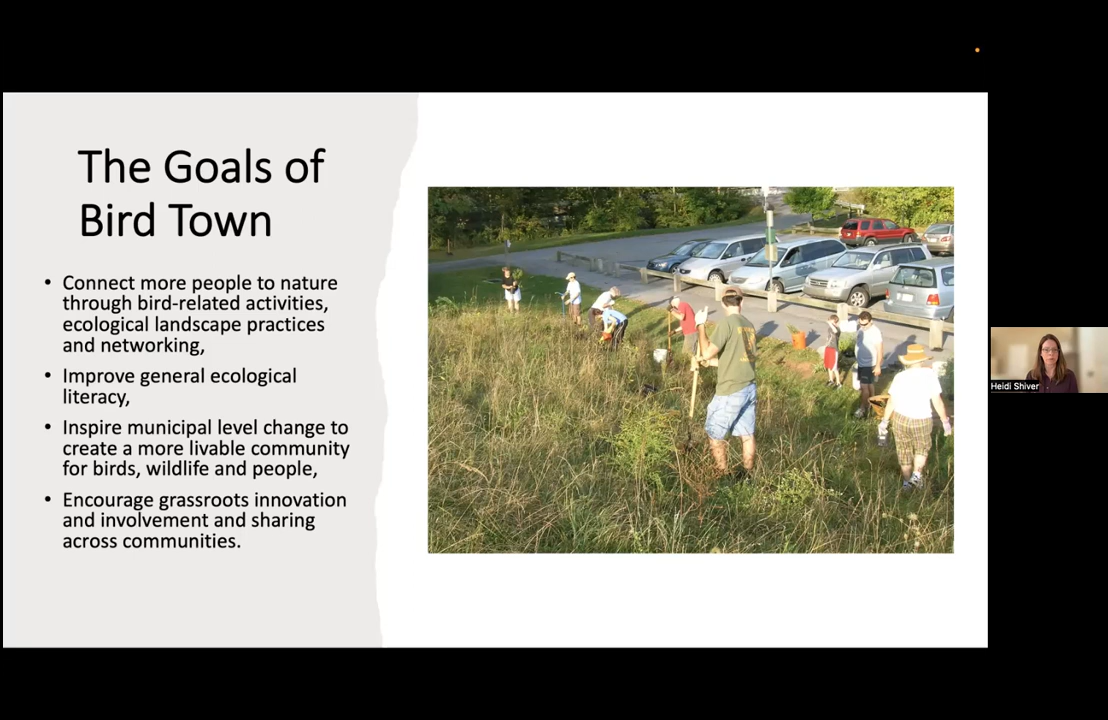 The Goals of
Bird Town
• Connect more people to nature
through bird-related activities,
ecological landscape practices
and networking,
• Improve general ecological
literacy,
• Inspire municipal level change to
create a more livable community
for birds, wildlife and people,
• Encourage grassroots innovation
and involvement and sharing
across communities.
Heidi Shiver